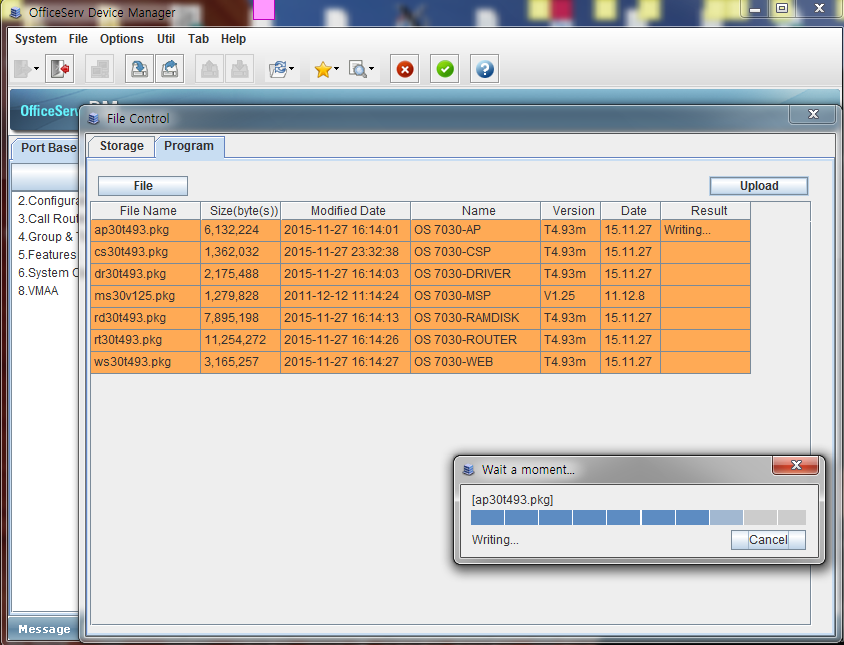 OfficeServ Device Manager
System File Options Util Tab Help
OfficeServ
File Control
Port Base
Storage Program
File Upload
File Name Size(byte(s)) Modified Date Name Version Date Result
ap30t493.pkg 6,132,224 2015-11-27 16:14:01 OS 7030-AP T4.93m 15.11.27 Writing...
cs30t493.pkg 1,362,032 2015-11-27 23:32:38 OS 7030-CSP T4.93m 15.11.27
dr30t493.pkg 2,175,488 2015-11-27 16:14:03 OS 7030-DRIVER T4.93m 15.11.27
ms30v125.pkg 1,279,828 2011-12-12 11:14:24 OS 7030-MSP V1.25 11.12.8
rd30t493.pkg 7,895,198 2015-11-27 16:14:13 OS 7030-RAMDISK T4.93m 15.11.27
rt30t493.pkg 11,254,272 2015-11-27 16:14:26 OS 7030-ROUTER T4.93m 15.11.27
ws30t493.pkg 3,165,257 2015-11-27 16:14:27 OS 7030-WEB T4.93m 15.11.27
2.Configura
3.Call Rout
4.Group &
5.Features
6.System C
8.VMAA
Wait a moment...
[ap30t493.pkg]
Writing...
Cancel
Message